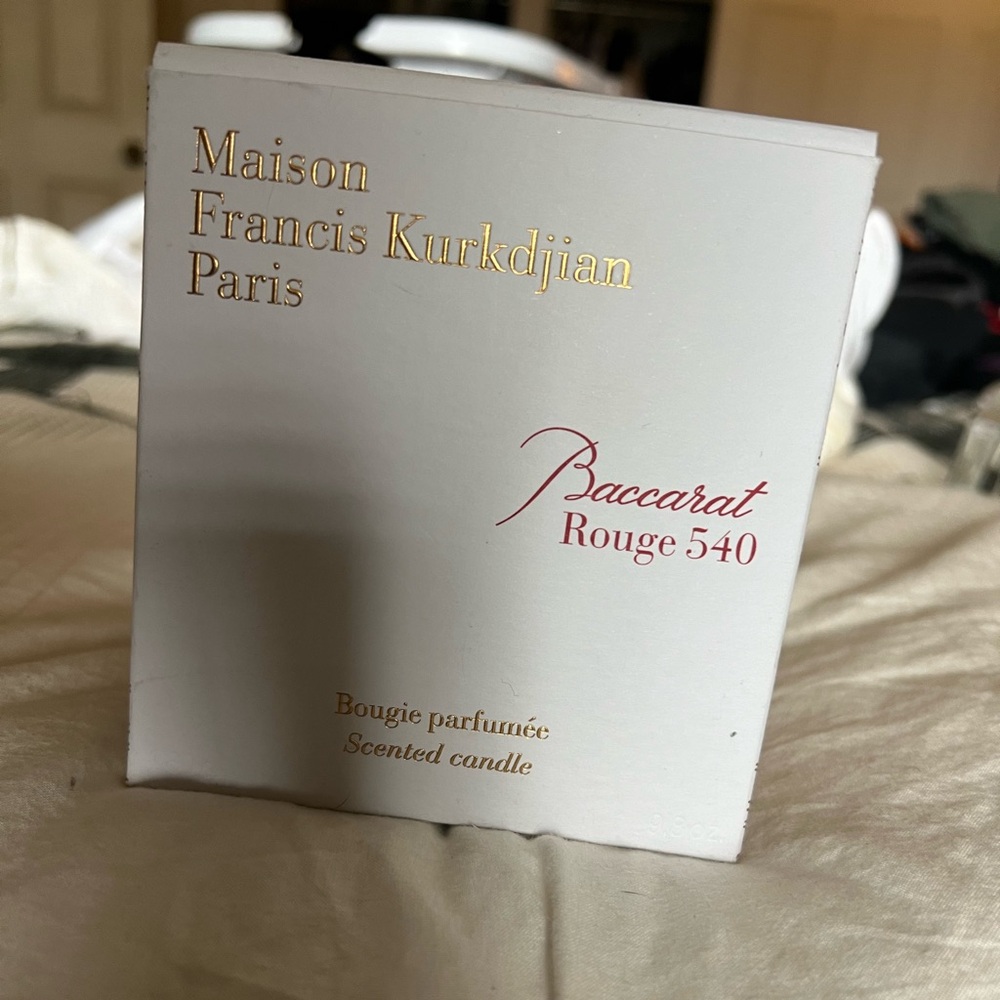 Maison
Francis Kurkdjian
Paris
Baccarat
Rouge 540
Bougie parfumée
Scented candle